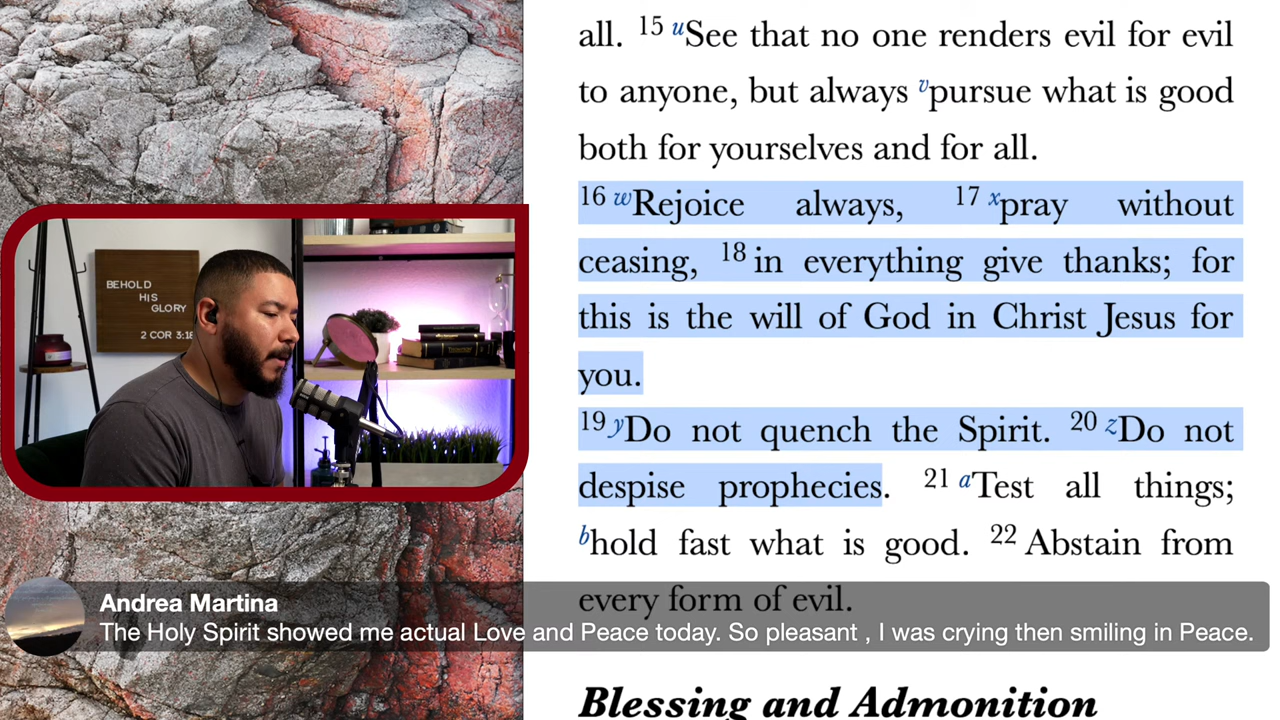 all. 15 uSee that no one renders evil for evil
to anyone, but always vpursue what is good
both for yourselves and for all.
16 wRejoice always, 17 xpray without
ceasing, 18 in everything give thanks; for
this is the will of God in Christ Jesus for
you.
19 yDo not quench the Spirit. 20 zDo not
despise prophecies. 21 aTest all things;
bhold fast what is good. 22 Abstain from
every form of evil.
Blessing and Admonition
BEHOLD
HIS
GLORY
2 COR 3:18
Andrea Martina
The Holy Spirit showed me actual Love and Peace today. So pleasant , I was crying then smiling in Peace.